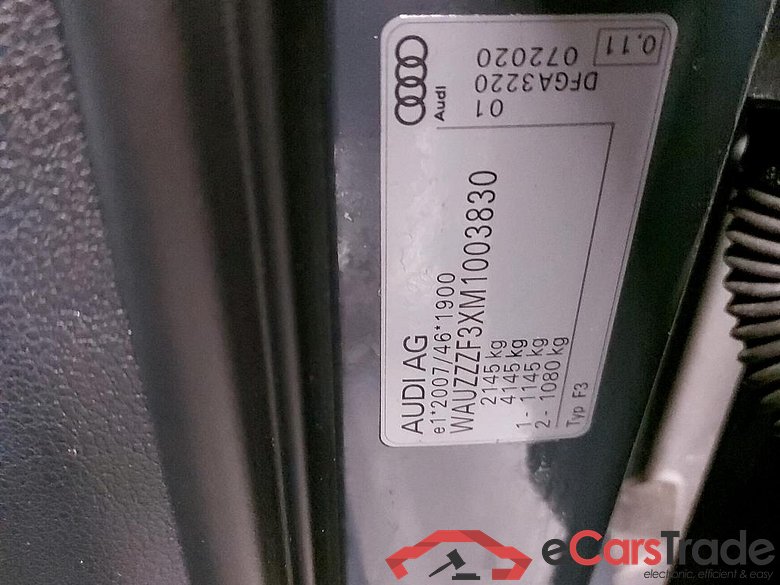 AUDI AG
e1*2007/46*1900
WAUZZZF3XM1003830
2145 kg
4145 kg
1 - 1145 kg
2 - 1080 kg
Typ F3
Audi
01
DFGA3220
072020
0.11
eCarsTrade
electronic, efficient & easy